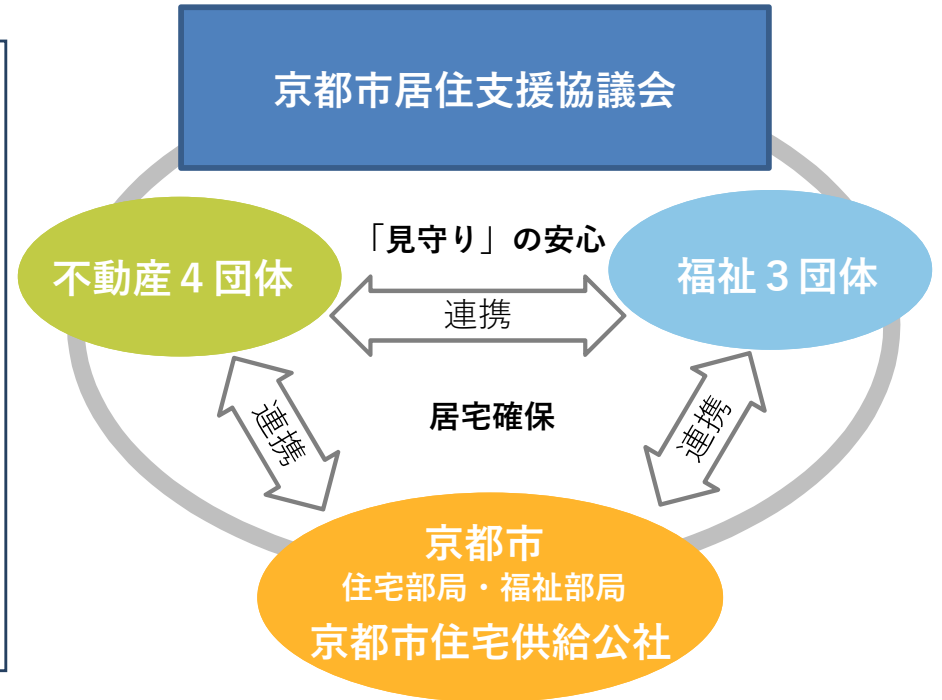 京都市居住支援協議会
「見守り」の安心
不動産４団体
福祉３団体
連携
居宅確保
連携
連携
京都市
住宅部局・福祉部局
京都市住宅供給公社